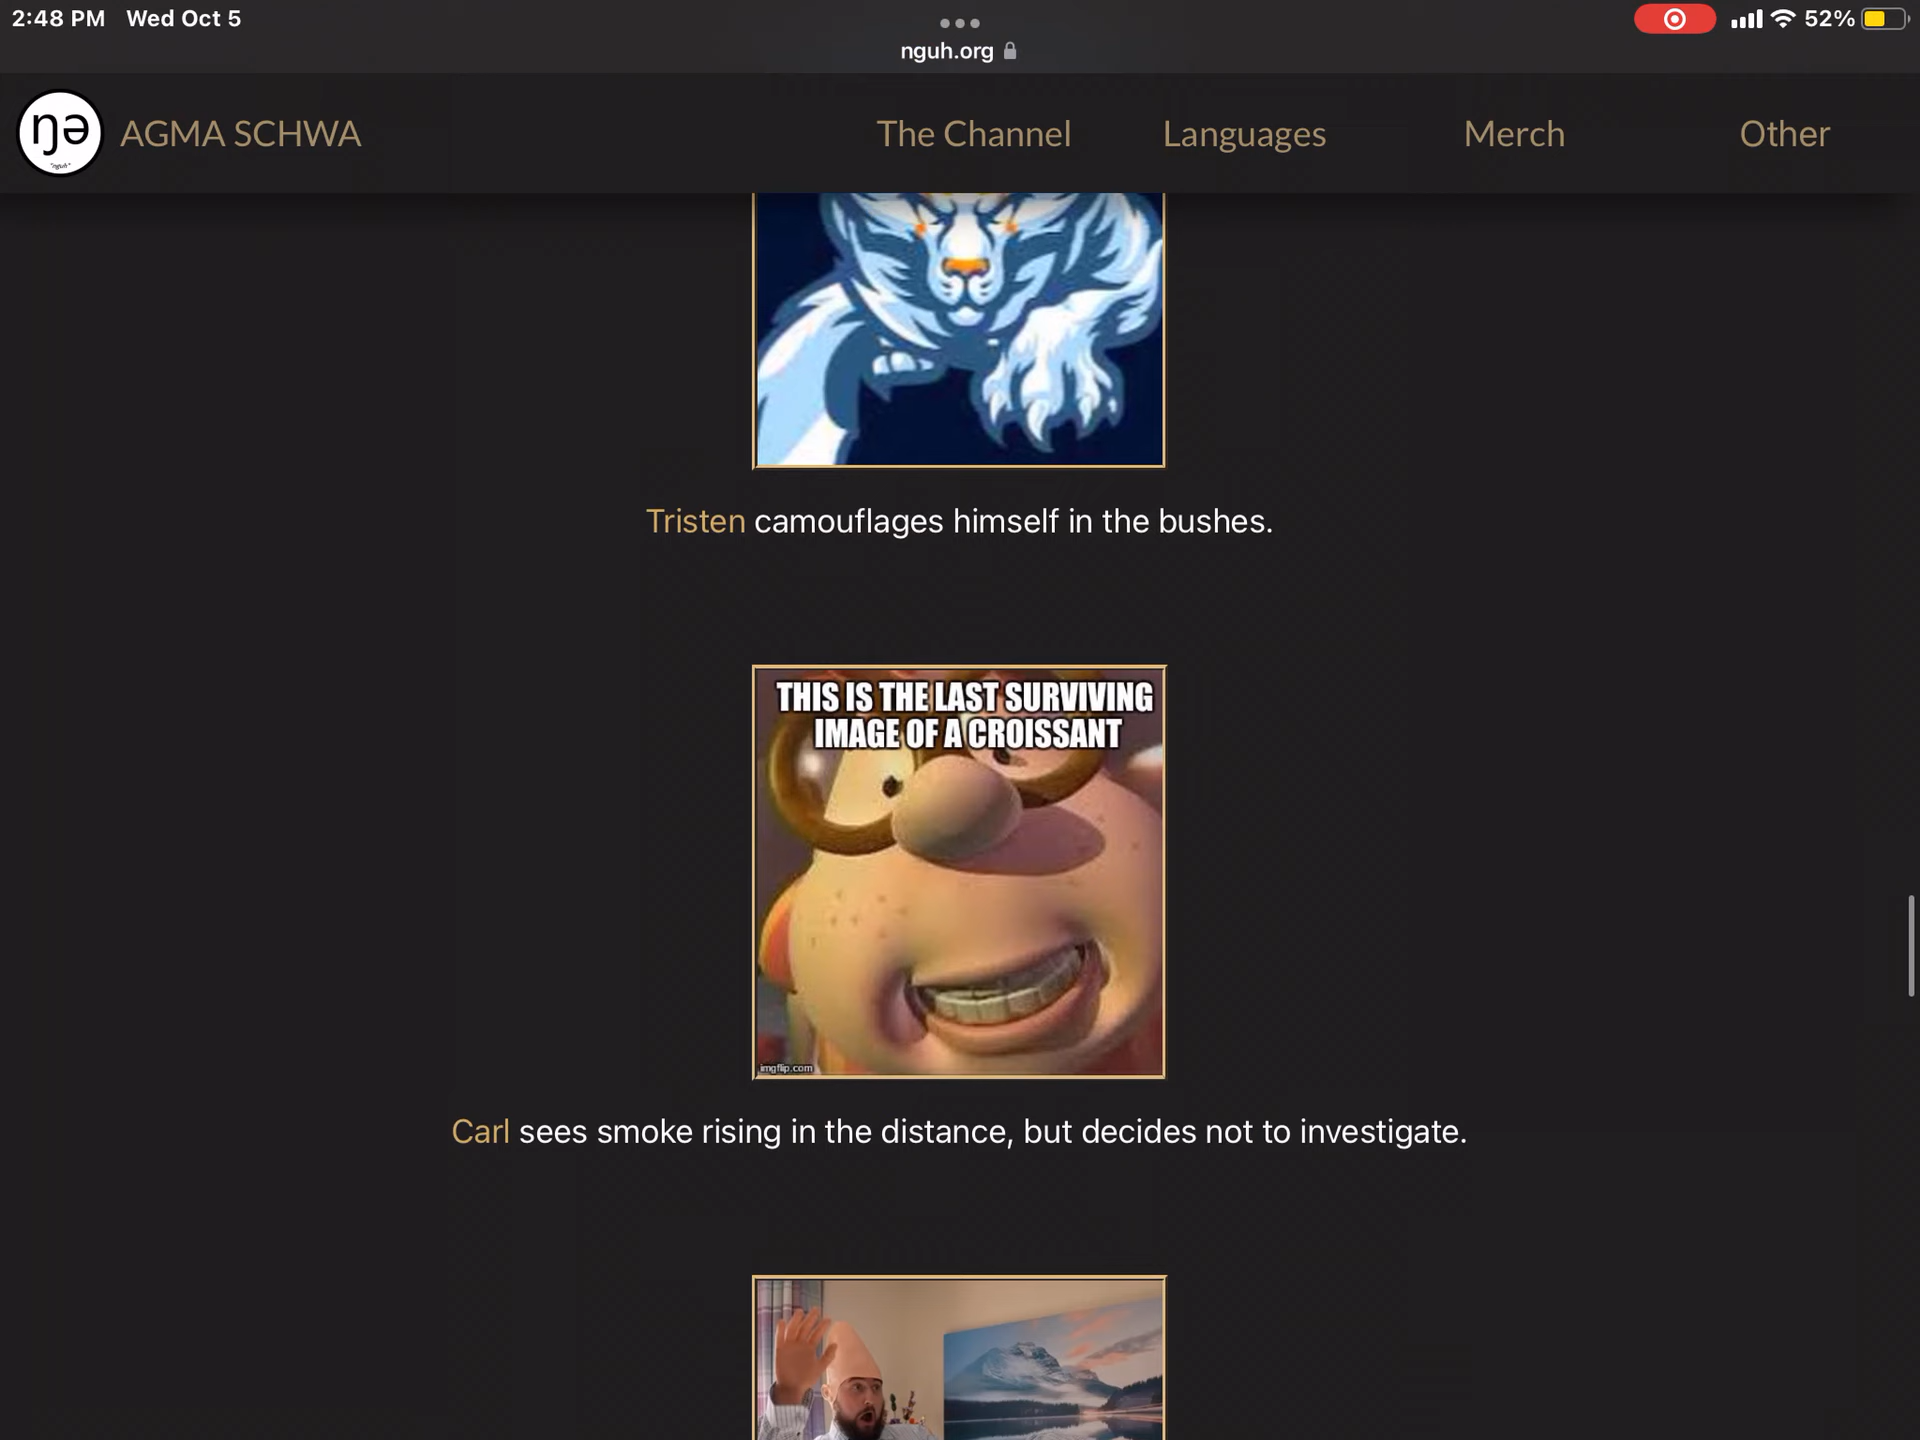 2:48 PM Wed Oct 5
52%
nguh.org
ŋə
"nguh"
AGMA SCHWA
The Channel
Languages
Merch
Other
Tristen camouflages himself in the bushes.
THIS IS THE LAST SURVIVING
IMAGE OF A CROISSANT
imgflip.com
Carl sees smoke rising in the distance, but decides not to investigate.